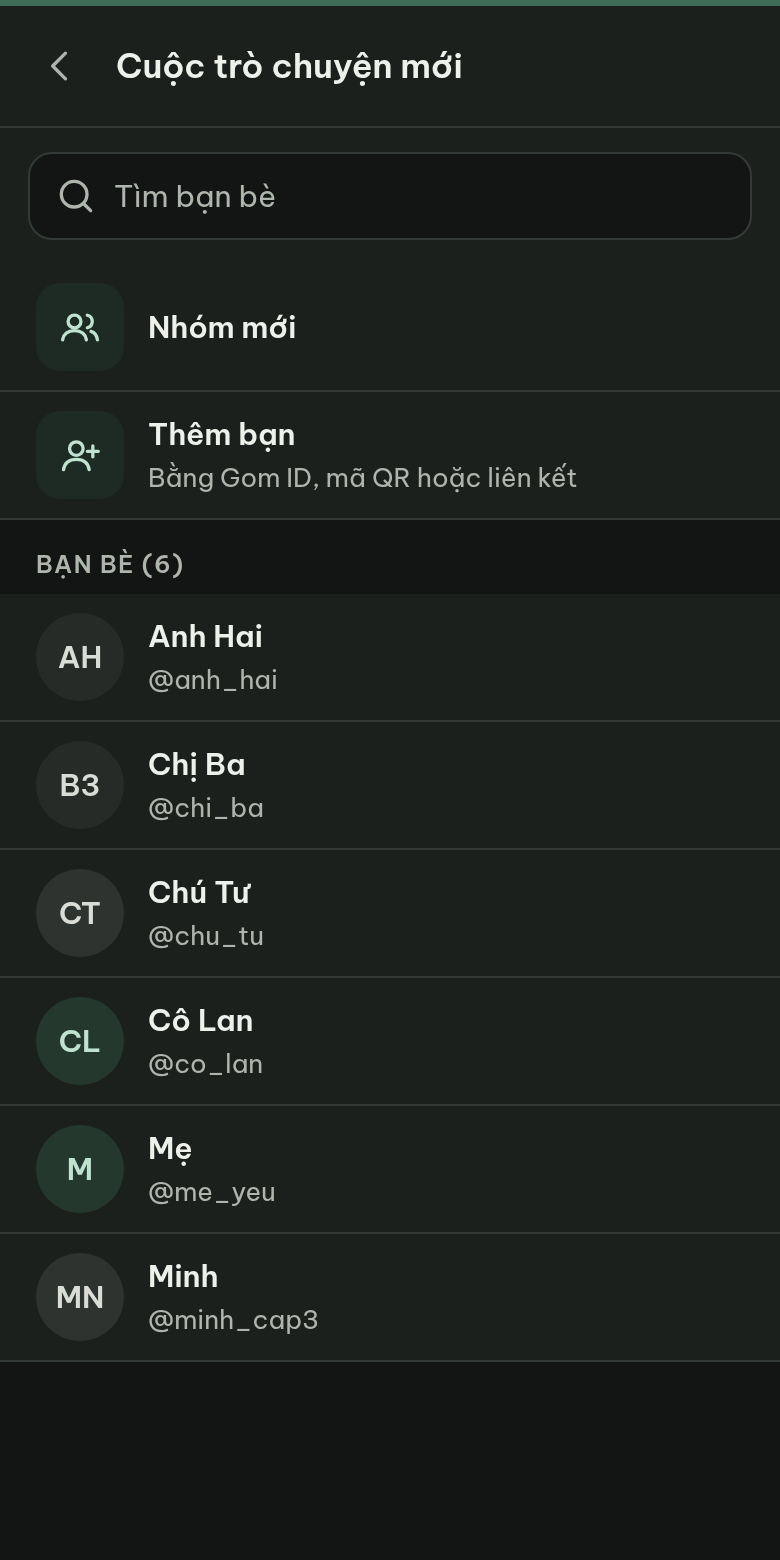 Cuộc trò chuyện mới
Tìm bạn bè
Nhóm mới
Thêm bạn
Bằng Gom ID, mã QR hoặc liên kết
BẠN BÈ (6)
AH
Anh Hai
@anh_hai
B3
Chị Ba
@chi_ba
CT
Chú Tư
@chu_tu
CL
Cô Lan
@co_lan
M
Mẹ
@me_yeu
MN
Minh
@minh_cap3